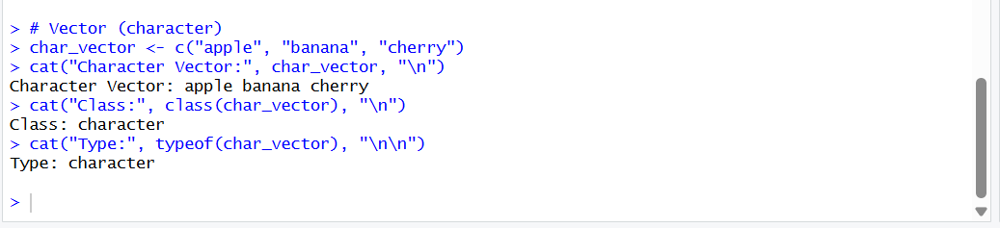 > # Vector (character)
> char_vector <- c("apple", "banana", "cherry")
> cat("Character Vector:", char_vector, "\n")
Character Vector: apple banana cherry
> cat("Class:", class(char_vector), "\n")
Class: character
> cat("Type:", typeof(char_vector), "\n\n")
Type: character

>